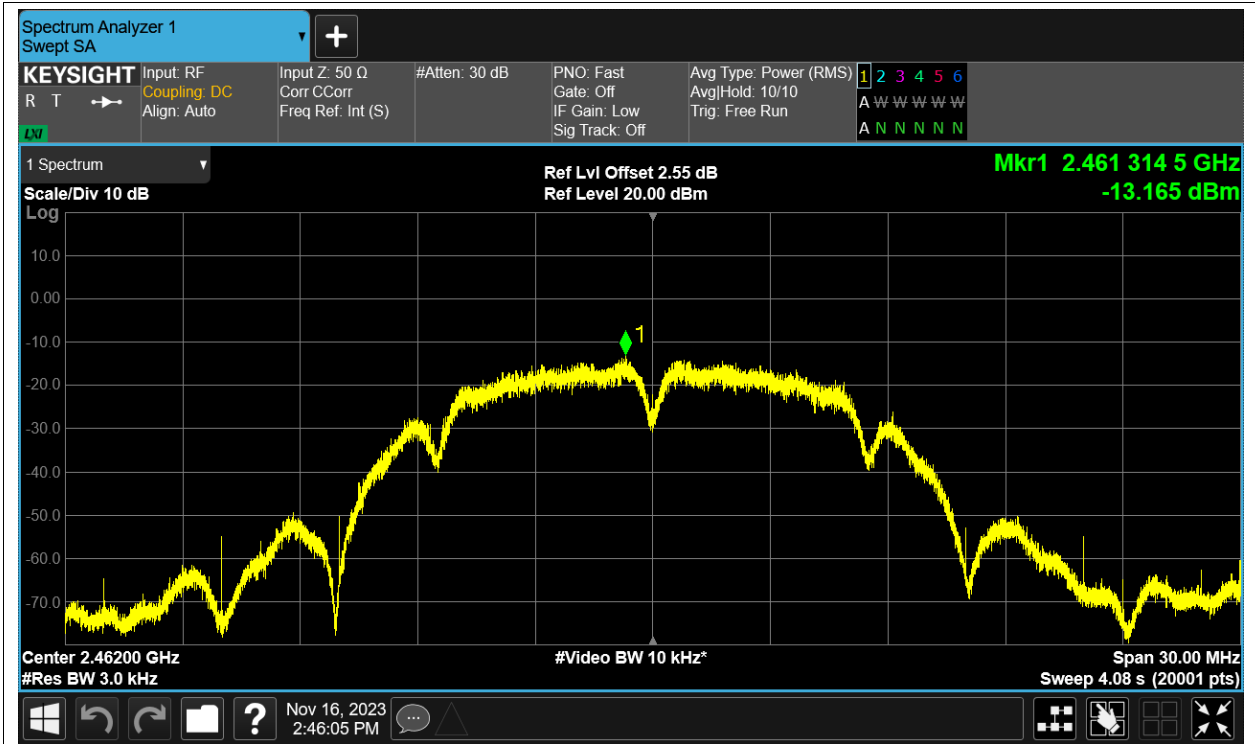 Spectrum Analyzer 1
Swept SA
KEYSIGHT
R T
LXI
Input: RF
Coupling: DC
Align: Auto
Input Z: 50 Ω
Corr CCorr
Freq Ref: Int (S)
#Atten: 30 dB
PNO: Fast
Gate: Off
IF Gain: Low
Sig Track: Off
Avg Type: Power (RMS)
Avg|Hold: 10/10
Trig: Free Run
1 2 3 4 5 6
A W W W W W
A N N N N N
1 Spectrum
Scale/Div 10 dB
Log
Ref Lvl Offset 2.55 dB
Ref Level 20.00 dBm
Mkr1 2.461 314 5 GHz
-13.165 dBm
10.0
0.00
-10.0
-20.0
-30.0
-40.0
-50.0
-60.0
-70.0
1
Center 2.46200 GHz
#Res BW 3.0 kHz
#Video BW 10 kHz*
Span 30.00 MHz
Sweep 4.08 s (20001 pts)
?
Nov 16, 2023
2:46:05 PM